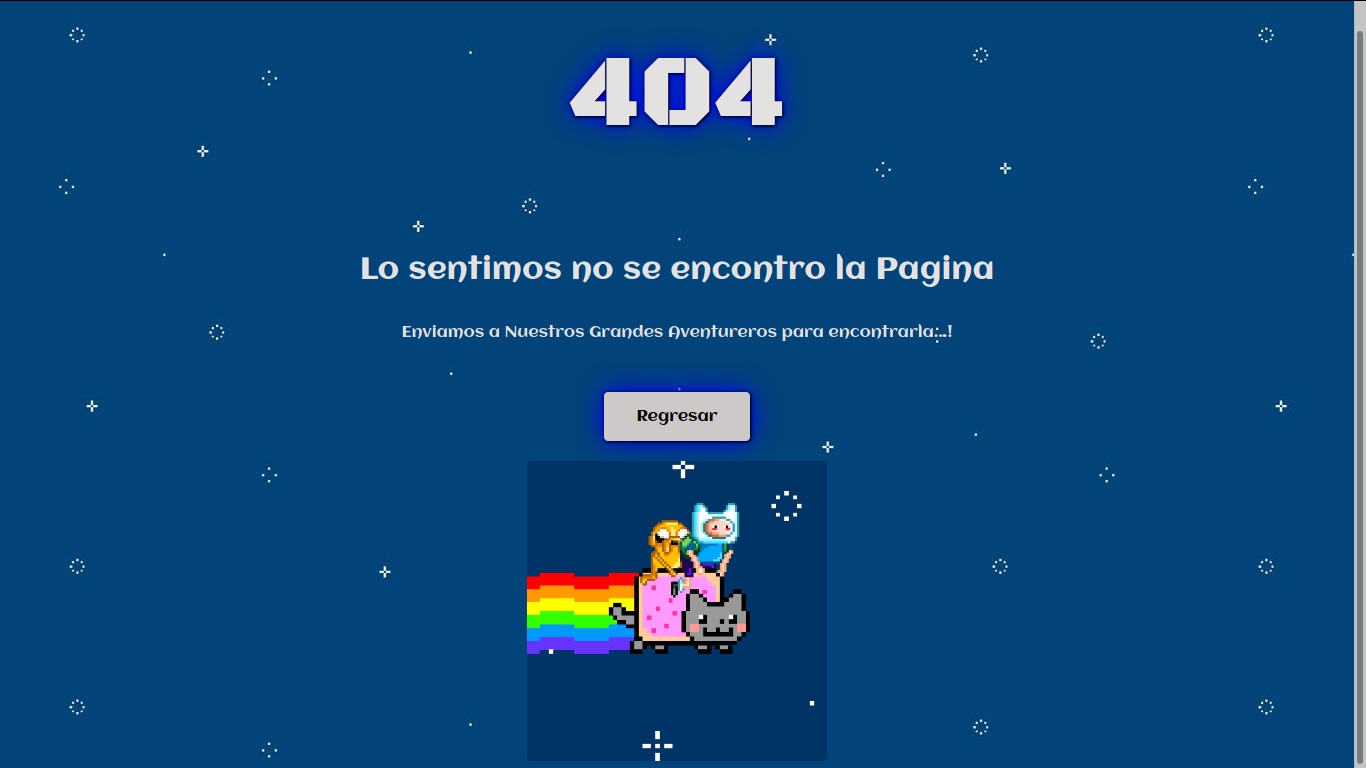 404
Lo sentimos no se encontro la Pagina
Enviamos a Nuestros Grandes Aventureros para encontrarla...!
Regresar